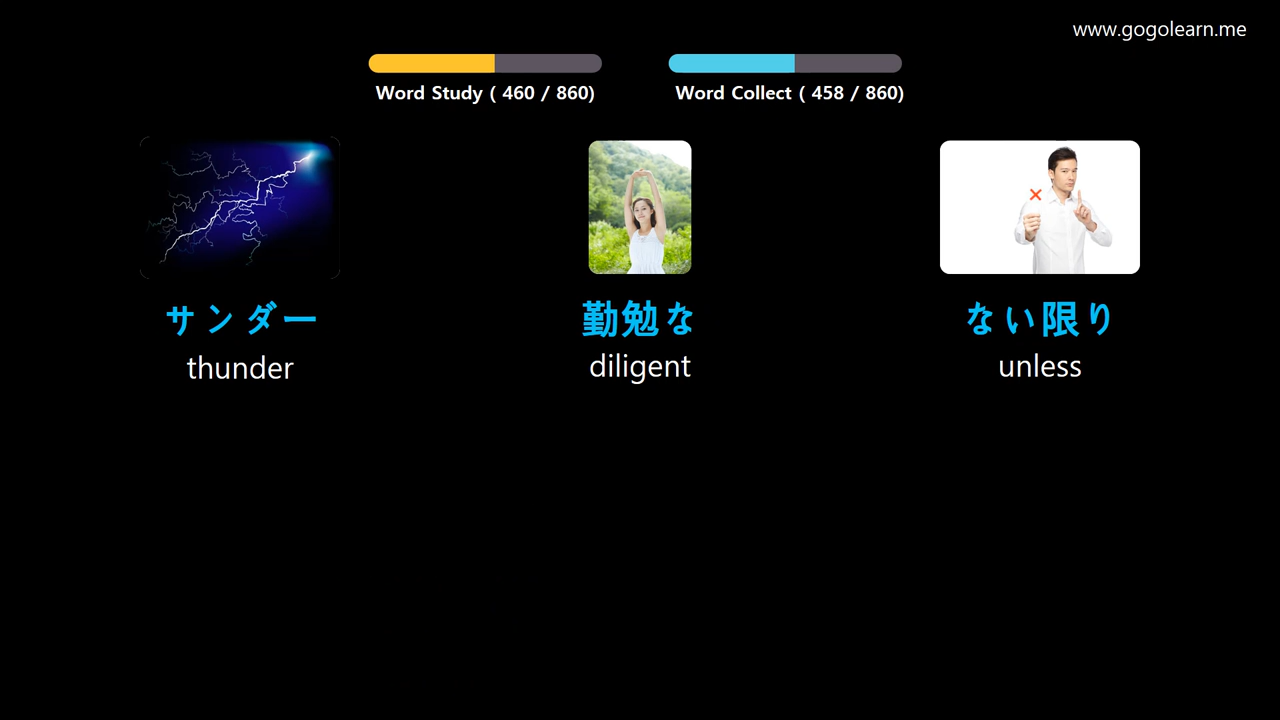 www.gogolearn.me
Word Study ( 460 / 860)
Word Collect ( 458 / 860)
サンダー
thunder
勤勉な
diligent
ない限り
unless